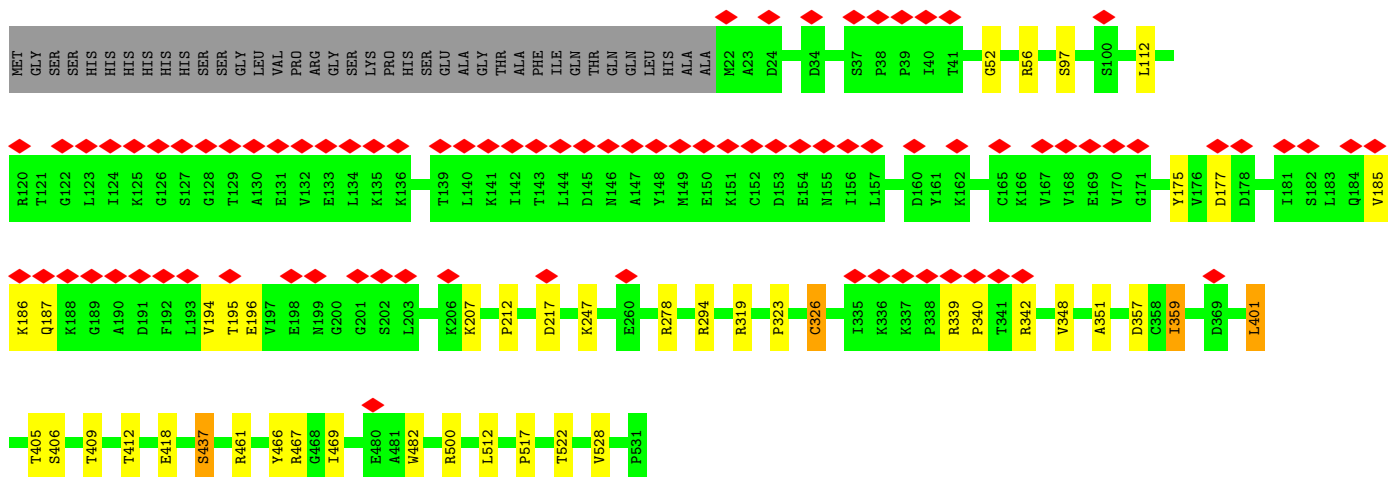 MET GLY SER SER HIS HIS HIS HIS HIS HIS SER SER GLY LEU VAL PRO ARG GLY SER LYS PRO HIS SER GLU ALA GLY THR ALA PHE ILE GLN THR GLN GLN LEU HIS ALA ALA M22 A23 D24 D34 S37 P38 P39 I40 T41 G52 R56 S97 S100 L112
R120 T121 G122 L123 I124 K125 G126 S127 G128 T129 A130 E131 V132 E133 L134 K135 K136 T139 L140 K141 I142 T143 L144 D145 N146 A147 Y148 M149 E150 K151 C152 D153 E154 N155 I156 L157 D160 Y161 K162 C165 K166 V167 V168 E169 V170 G171 Y175 V176 D177 D178 I181 S182 L183 Q184 V185
K186 Q187 K188 G189 A190 D191 F192 L193 V194 T195 E196 V197 E198 N199 G200 G201 S202 L203 K206 K207 P212 D217 K247 E260 R278 R294 R319 P323 C326 I335 K336 K337 P338 R339 P340 T341 R342 V348 A351 D357 C358 I359 D369 L401
T405 S406 T409 T412 E418 S437 R461 Y466 R467 G468 I469 E480 A481 W482 R500 L512 P517 T522 V528 P531